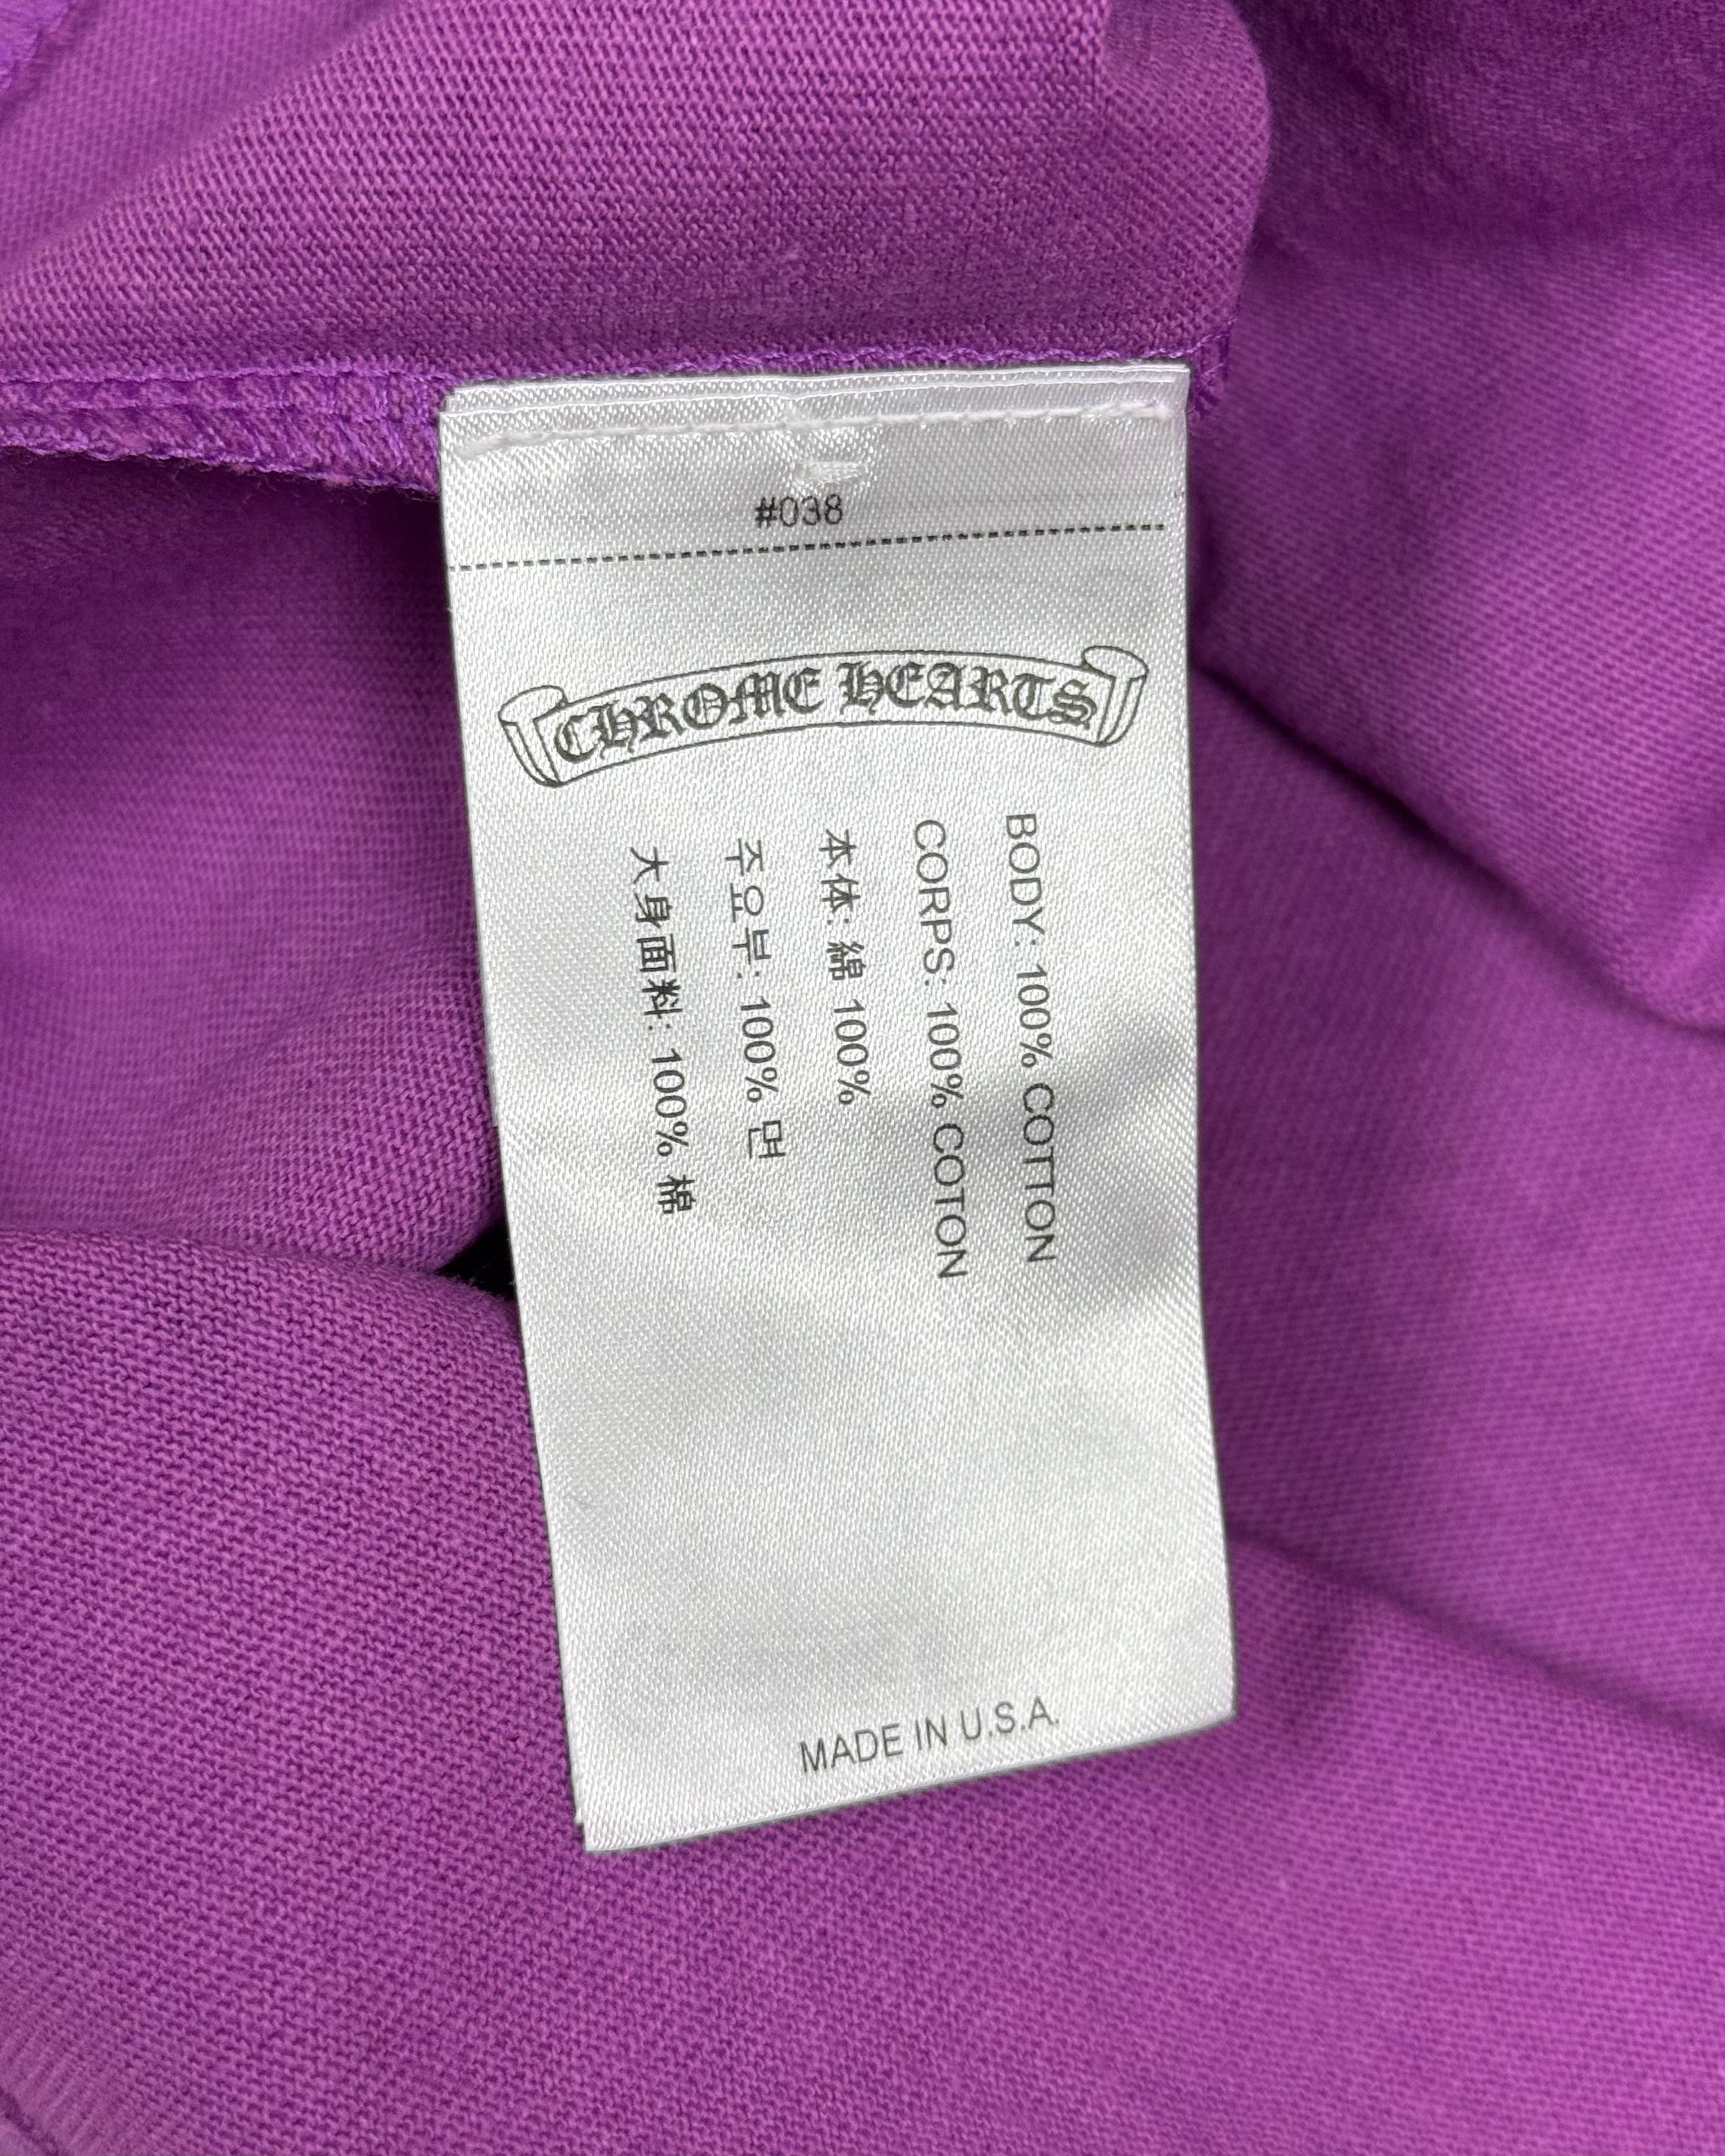 #038
CHROME HEARTS
BODY: 100% COTTON
CORPS: 100% COTON
本体: 綿 100%
주요부: 100% 면
大身面料: 100% 棉
MADE IN U.S.A.